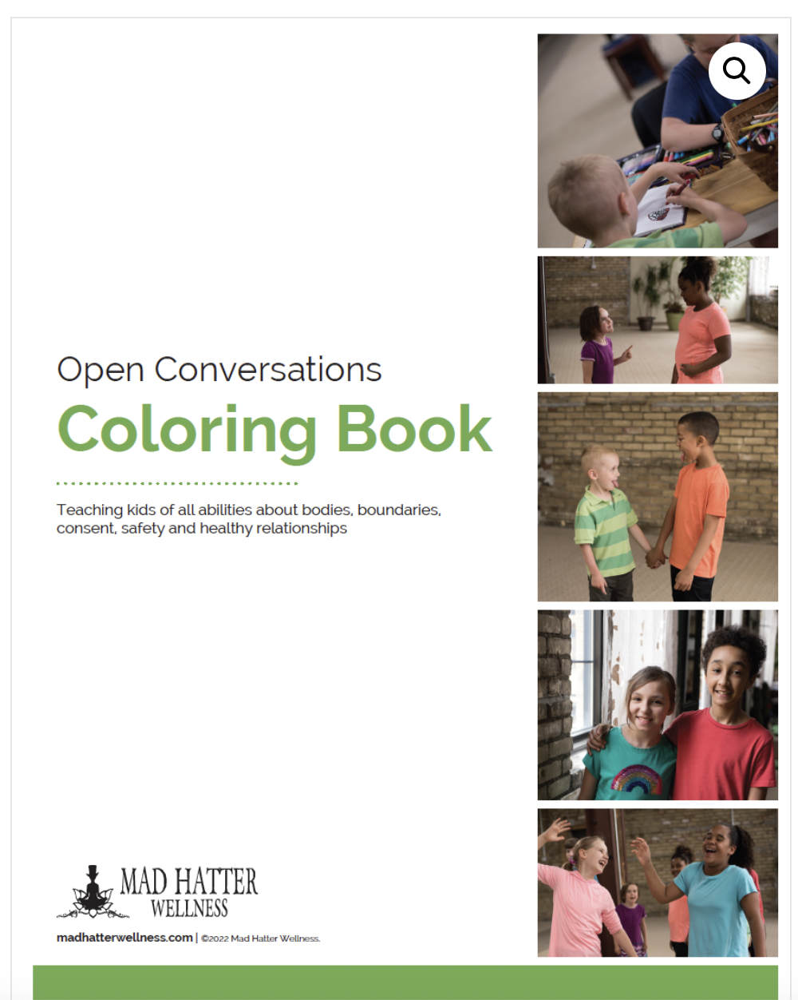 Open Conversations
Coloring Book
Teaching kids of all abilities about bodies, boundaries,
consent, safety and healthy relationships
MAD HATTER
WELLNESS
madhatterwellness.com | ©2022 Mad Hatter Wellness.